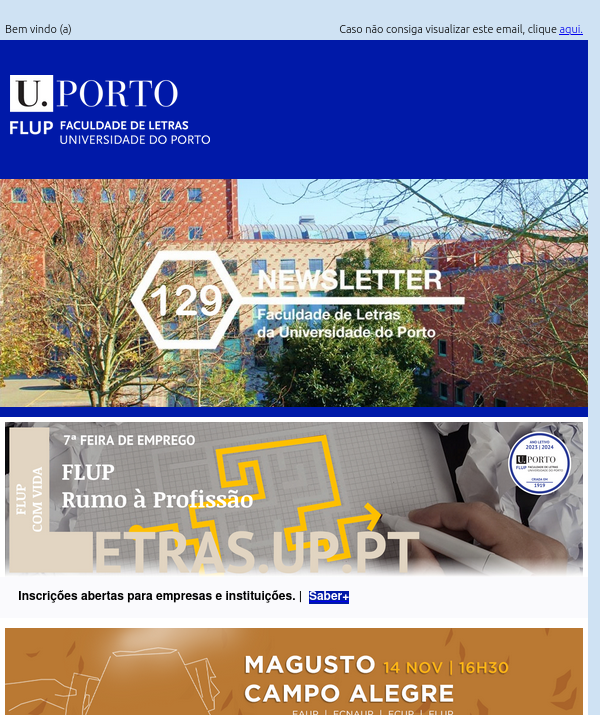 Bem vindo (a)
Caso não consiga visualizar este email, clique aqui.
U.PORTO
FLUP FACULDADE DE LETRAS
UNIVERSIDADE DO PORTO
129 NEWSLETTER
Faculdade de Letras
da Universidade do Porto
7ª FEIRA DE EMPREGO
FLUP
Rumo à Profissão
FLUP
COM VIDA
LETRAS.UP.PT
ANO LETIVO
2023 | 2024
U.PORTO
FLUP FACULDADE DE LETRAS
UNIVERSIDADE DO PORTO
CRIADA EM
1919
Inscrições abertas para empresas e instituições. | Saber+
MAGUSTO 14 NOV | 16H30
CAMPO ALEGRE
FAUP | FCNAUP | FCUP | FLUP